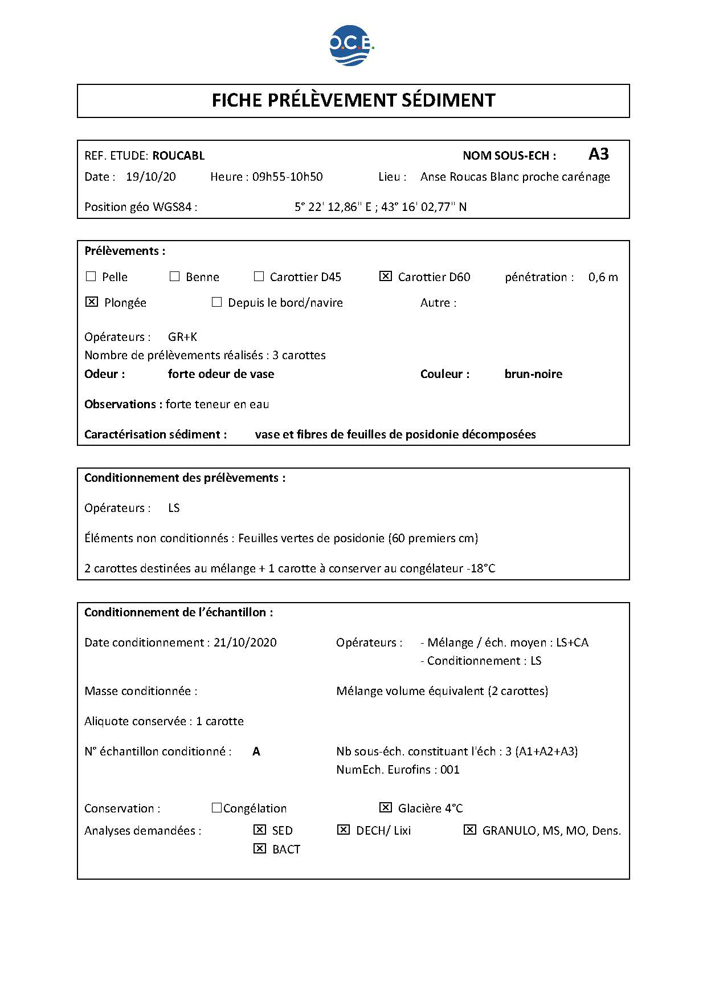 O.C.E.
FICHE PRÉLÈVEMENT SÉDIMENT
REF. ETUDE: ROUCABL NOM SOUS-ECH : A3
Date : 19/10/20 Heure : 09h55-10h50 Lieu : Anse Roucas Blanc proche carénage
Position géo WGS84 : 5° 22' 12,86'' E ; 43° 16' 02,77'' N
Prélèvements :
☐ Pelle ☐ Benne ☐ Carottier D45 ☒ Carottier D60 pénétration : 0,6 m
☒ Plongée ☐ Depuis le bord/navire Autre :
Opérateurs : GR+K
Nombre de prélèvements réalisés : 3 carottes
Odeur : forte odeur de vase Couleur : brun-noire
Observations : forte teneur en eau
Caractérisation sédiment : vase et fibres de feuilles de posidonie décomposées
Conditionnement des prélèvements :
Opérateurs : LS
Éléments non conditionnés : Feuilles vertes de posidonie (60 premiers cm)
2 carottes destinées au mélange + 1 carotte à conserver au congélateur -18°C
Conditionnement de l’échantillon :
Date conditionnement : 21/10/2020 Opérateurs : - Mélange / éch. moyen : LS+CA
- Conditionnement : LS
Masse conditionnée : Mélange volume équivalent (2 carottes)
Aliquote conservée : 1 carotte
N° échantillon conditionné : A Nb sous-éch. constituant l'éch : 3 (A1+A2+A3)
NumEch. Eurofins : 001
Conservation : ☐Congélation ☒ Glacière 4°C
Analyses demandées : ☒ SED ☒ DECH/ Lixi ☒ GRANULO, MS, MO, Dens.
☒ BACT